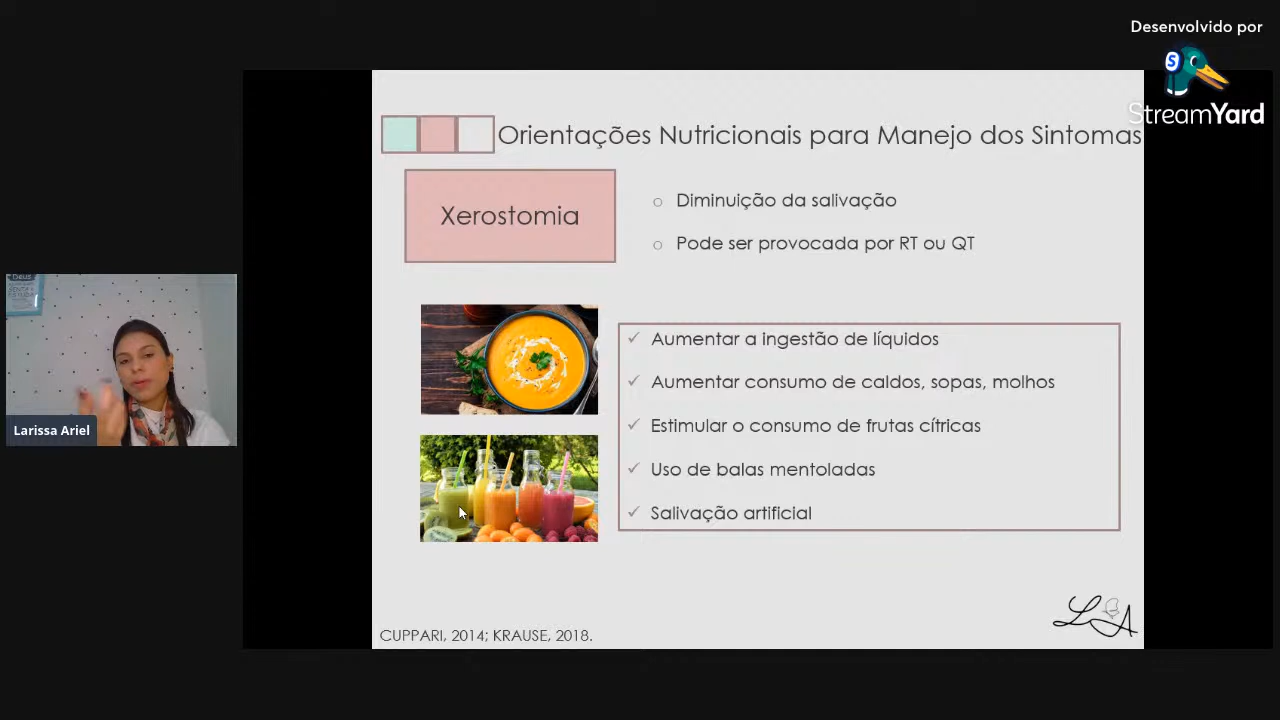 Desenvolvido por
StreamYard
Orientações Nutricionais para Manejo dos Sintomas
Xerostomia
Diminuição da salivação
Pode ser provocada por RT ou QT
Deus
Larissa Ariel
Aumentar a ingestão de líquidos
Aumentar consumo de caldos, sopas, molhos
Estimular o consumo de frutas cítricas
Uso de balas mentoladas
Salivação artificial
L A
CUPPARI, 2014; KRAUSE, 2018.